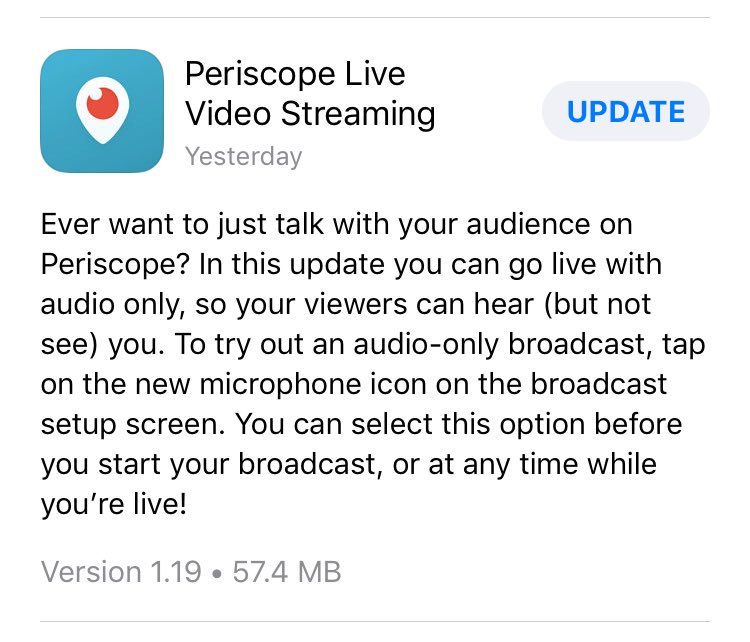 Periscope Live
Video Streaming
Yesterday
UPDATE
Ever want to just talk with your audience on
Periscope? In this update you can go live with
audio only, so your viewers can hear (but not
see) you. To try out an audio-only broadcast, tap
on the new microphone icon on the broadcast
setup screen. You can select this option before
you start your broadcast, or at any time while
you’re live!
Version 1.19 • 57.4 MB